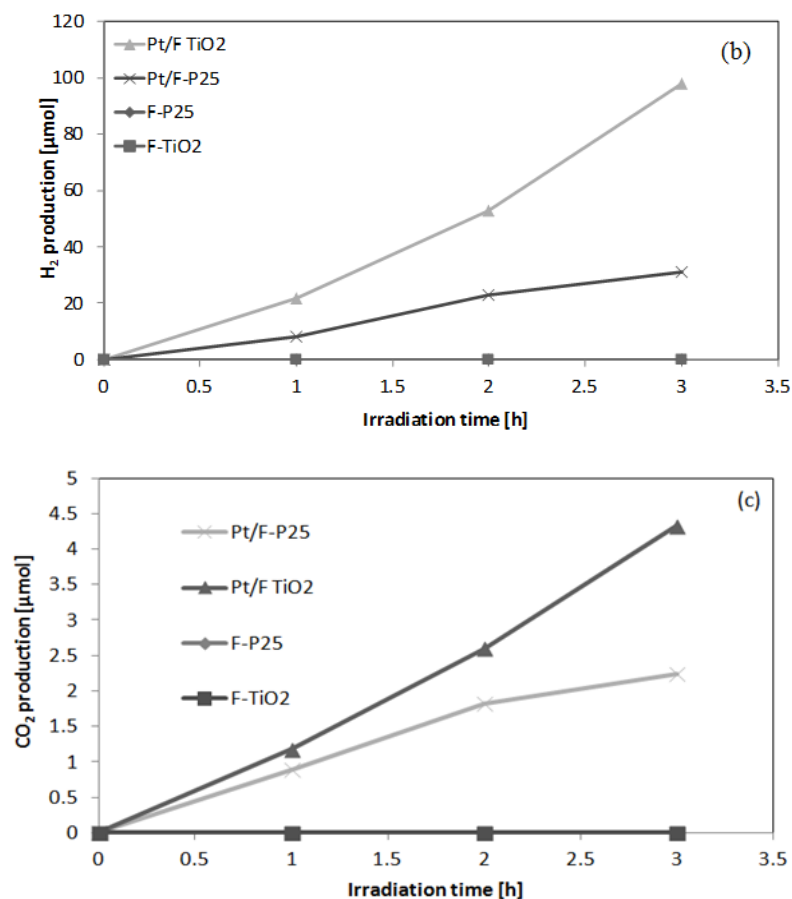 120
100
80
60
40
20
0
H₂ production [µmol]
Pt/F TiO2
Pt/F-P25
F-P25
F-TiO2
(b)
0 0.5 1 1.5 2 2.5 3 3.5
Irradiation time [h]
5
4.5
4
3.5
3
2.5
2
1.5
1
0.5
0
CO₂ production [µmol]
Pt/F-P25
Pt/F TiO2
F-P25
F-TiO2
(c)
0 0.5 1 1.5 2 2.5 3 3.5
Irradiation time [h]